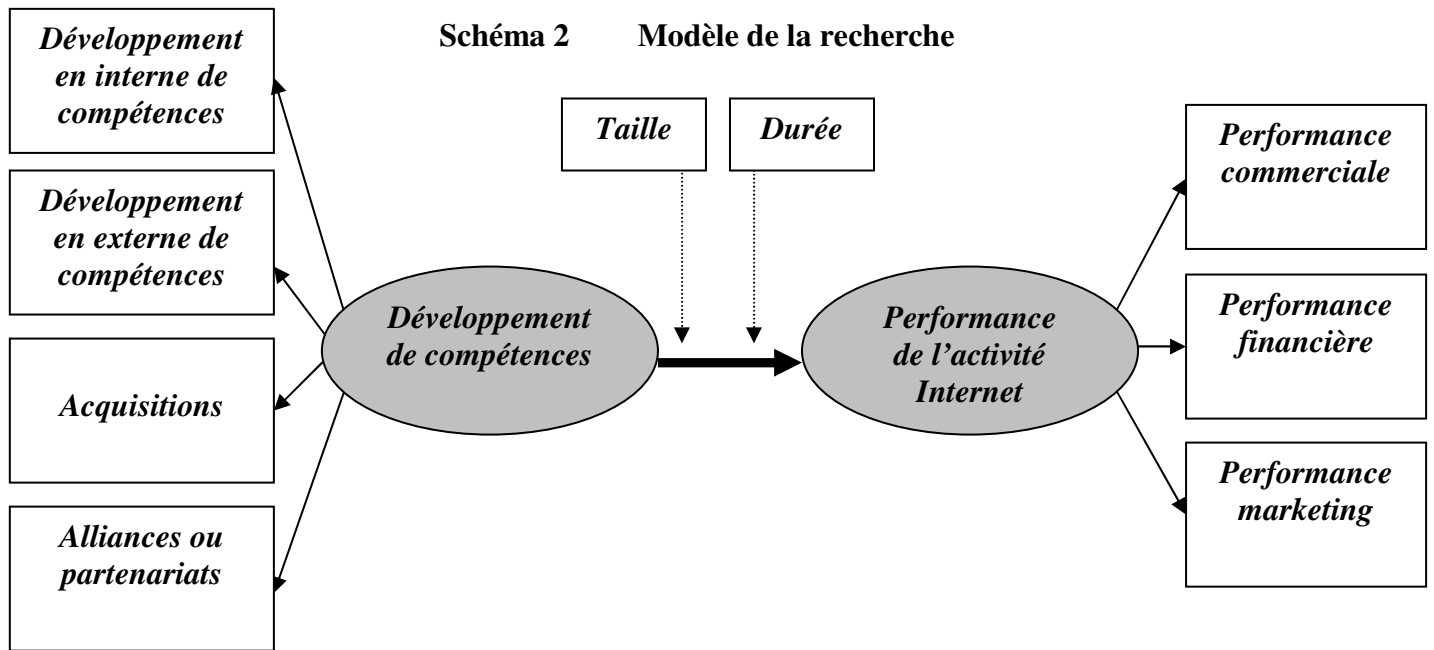 Schéma 2 Modèle de la recherche
Développement
en interne de
compétences
Développement
en externe de
compétences
Acquisitions
Alliances ou
partenariats
Développement
de compétences
Taille
Durée
Performance
de l’activité
Internet
Performance
commerciale
Performance
financière
Performance
marketing